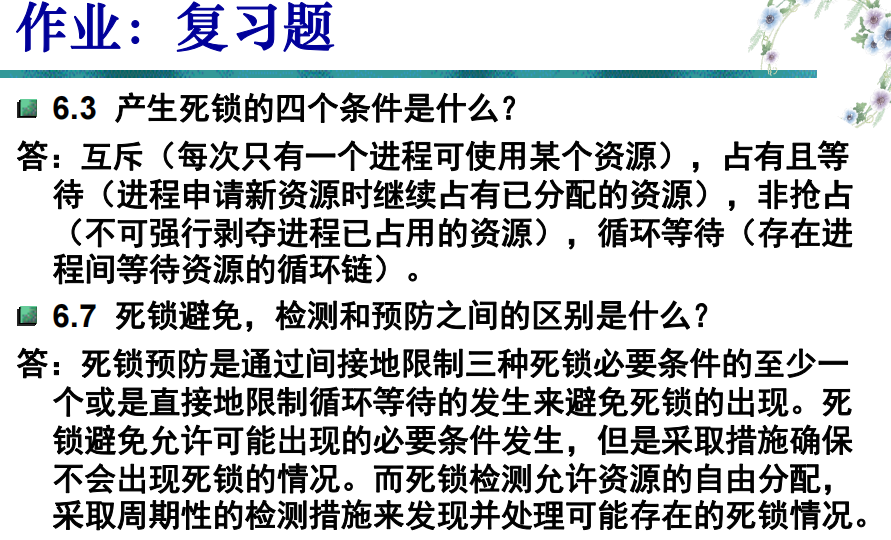 作业：复习题
6.3 产生死锁的四个条件是什么？
答：互斥（每次只有一个进程可使用某个资源），占有且等
待（进程申请新资源时继续占有已分配的资源），非抢占
（不可强行剥夺进程已占用的资源），循环等待（存在进
程间等待资源的循环链）。
6.7 死锁避免，检测和预防之间的区别是什么？
答：死锁预防是通过间接地限制三种死锁必要条件的至少一
个或是直接地限制循环等待的发生来避免死锁的出现。死
锁避免允许可能出现的必要条件发生，但是采取措施确保
不会出现死锁的情况。而死锁检测允许资源的自由分配，
采取周期性的检测措施来发现并处理可能存在的死锁情况。